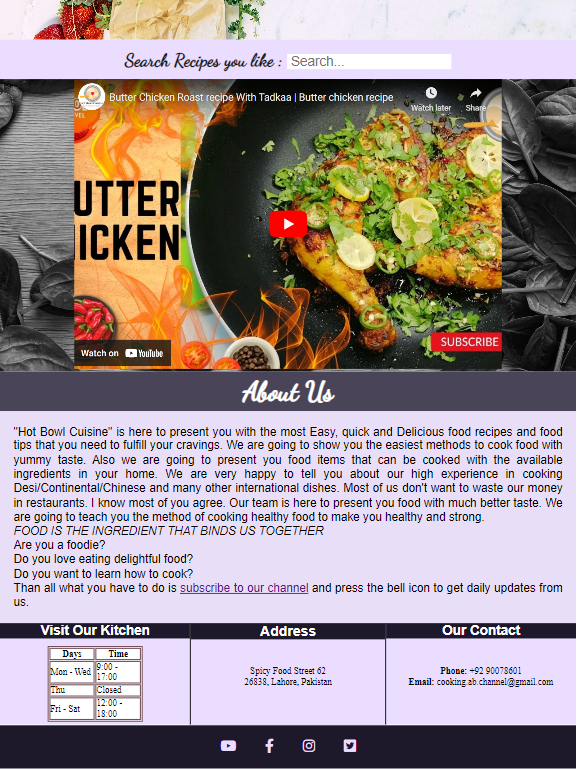 Search Recipes you like :
Search...
Butter Chicken Roast recipe With Tadkaa | Butter chicken recipe
Watch later
Share
UTTER
ICKEN
SUBSCRIBE
Watch on YouTube
About Us
"Hot Bowl Cuisine" is here to present you with the most Easy, quick and Delicious food recipes and food
tips that you need to fulfill your cravings. We are going to show you the easiest methods to cook food with
yummy taste. Also we are going to present you food items that can be cooked with the available
ingredients in your home. We are very happy to tell you about our high experience in cooking
Desi/Continental/Chinese and many other international dishes. Most of us don't want to waste our money
in restaurants. I know most of you agree. Our team is here to present you food with much better taste. We
are going to teach you the method of cooking healthy food to make you healthy and strong.
FOOD IS THE INGREDIENT THAT BINDS US TOGETHER
Are you a foodie?
Do you love eating delightful food?
Do you want to learn how to cook?
Than all what you have to do is subscribe to our channel and press the bell icon to get daily updates from
us.
Visit Our Kitchen
Days Time
Mon - Wed 9:00 -
17:00
Thu Closed
Fri - Sat 12:00 -
18:00
Address
Spicy Food Street 62
26838, Lahore, Pakistan
Our Contact
Phone: +92 90078601
Email: cooking.ab.channel@gmail.com